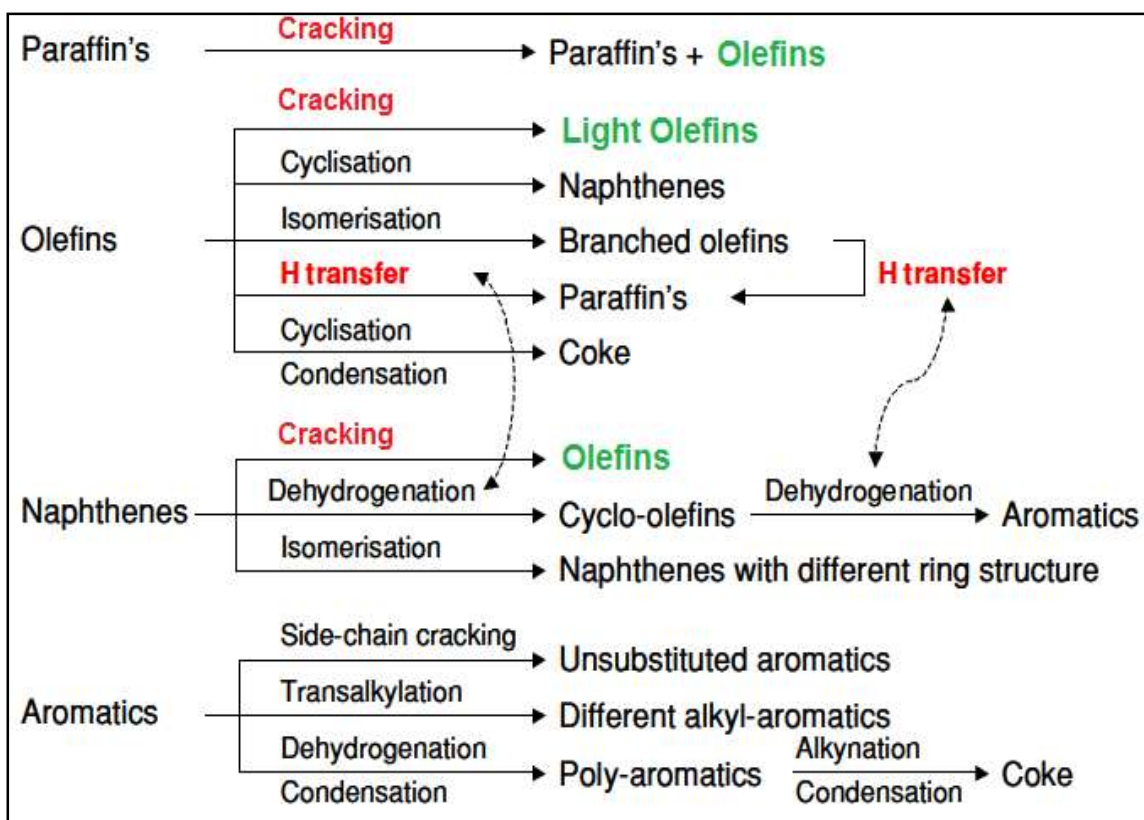 Cracking
Paraffin's Paraffin's + Olefins
Cracking
Light Olefins
Cyclisation
Naphthenes
Isomerisation
Olefins Branched olefins
H transfer H transfer
Paraffin's
Cyclisation
Coke
Condensation
Cracking
Olefins
Dehydrogenation Dehydrogenation
Naphthenes Cyclo-olefins Aromatics
Isomerisation
Naphthenes with different ring structure
Side-chain cracking
Unsubstituted aromatics
Transalkylation
Aromatics Different alkyl-aromatics
Dehydrogenation Alkynation
Poly-aromatics Coke
Condensation Condensation